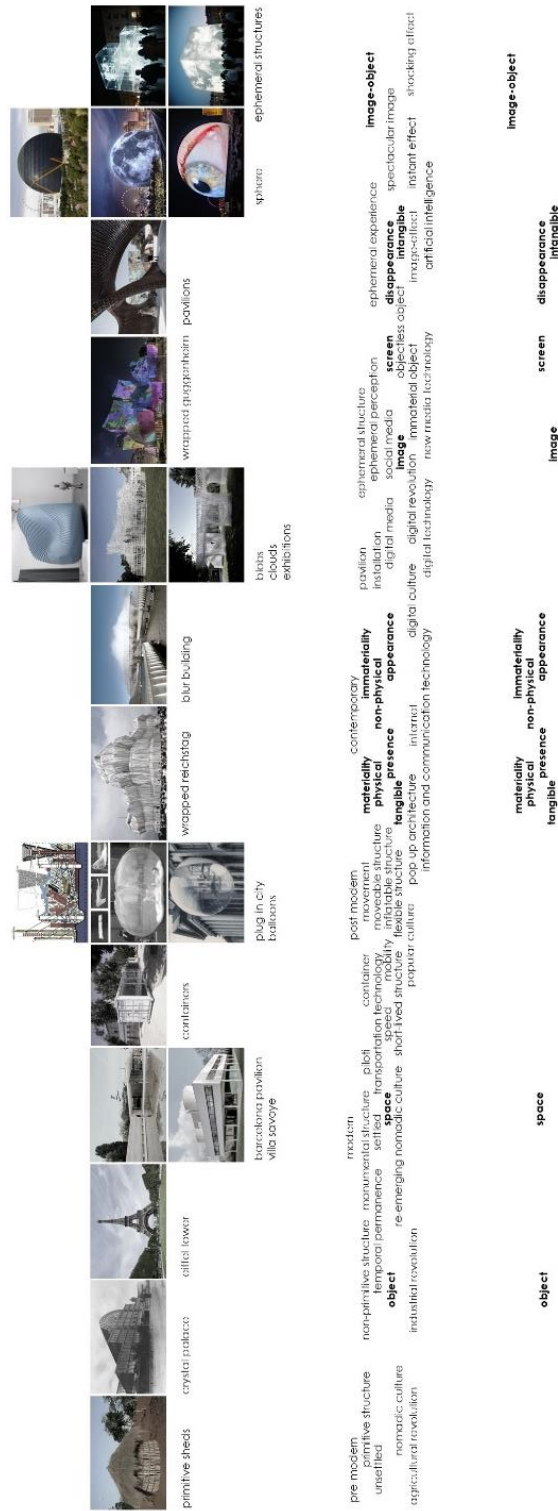 primitive sheds
crystal palace
eiffel tower
barcelona pavilion
villa savoye
containers
plug in city
balloons
wrapped reichstag
blur building
blobs
clouds
exhibitions
wrapped guggenheim
pavilions
sphere
ephemeral structures
pre modern
primitive structure
unsettled
nomadic culture
agricultural revolution
non-primitive structure
temporal permanence
object
industrial revolution
modern
monumental structure
settled
space
re-emerging nomadic culture
piloti
transportation technology
speed
short-lived structure
container
mobility
popular culture
post modern
movement
moveable structure
inflatable structure
flexible structure
pop up architecture
information and communication technology
materiality
physical
presence
tangible
internet
contemporary
immateriality
non-physical
appearance
digital culture
pavilion
installation
digital media
digital revolution
digital technology
ephemeral structure
ephemeral perception
social media
image
immaterial object
new media technology
screen
objectless object
ephemeral experience
disappearance
intangible
image-effect
artificial intelligence
spectacular image
instant effect
image-object
shocking effect
object
space
materiality
physical
presence
tangible
immateriality
non-physical
appearance
image
screen
disappearance
intangible
image-object